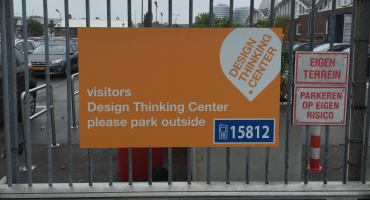 DESIGN
THINKING
CENTER
visitors
Design Thinking Center
please park outside
15812
EIGEN
TERREIN
PARKEREN
OP EIGEN
RISICO